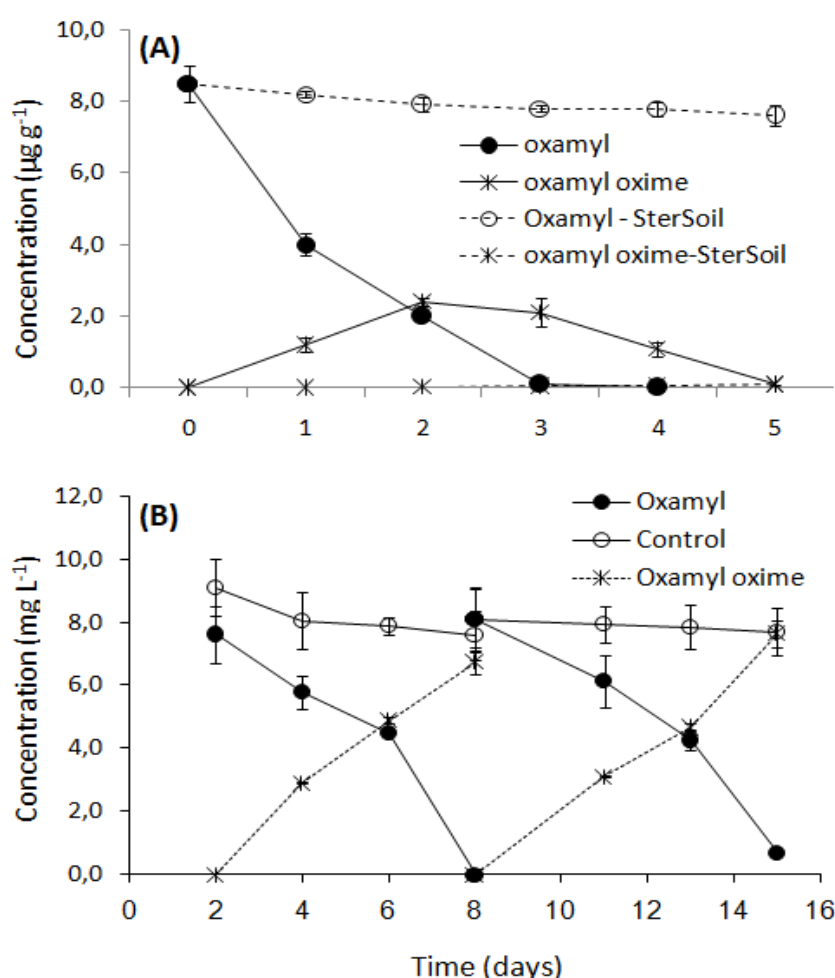 (A)
Concentration (µg g⁻¹)
10,0
8,0
6,0
4,0
2,0
0,0
oxamyl
oxamyl oxime
Oxamyl - SterSoil
oxamyl oxime-SterSoil
0 1 2 3 4 5
(B)
Concentration (mg L⁻¹)
12,0
10,0
8,0
6,0
4,0
2,0
0,0
Oxamyl
Control
Oxamyl oxime
0 2 4 6 8 10 12 14 16
Time (days)